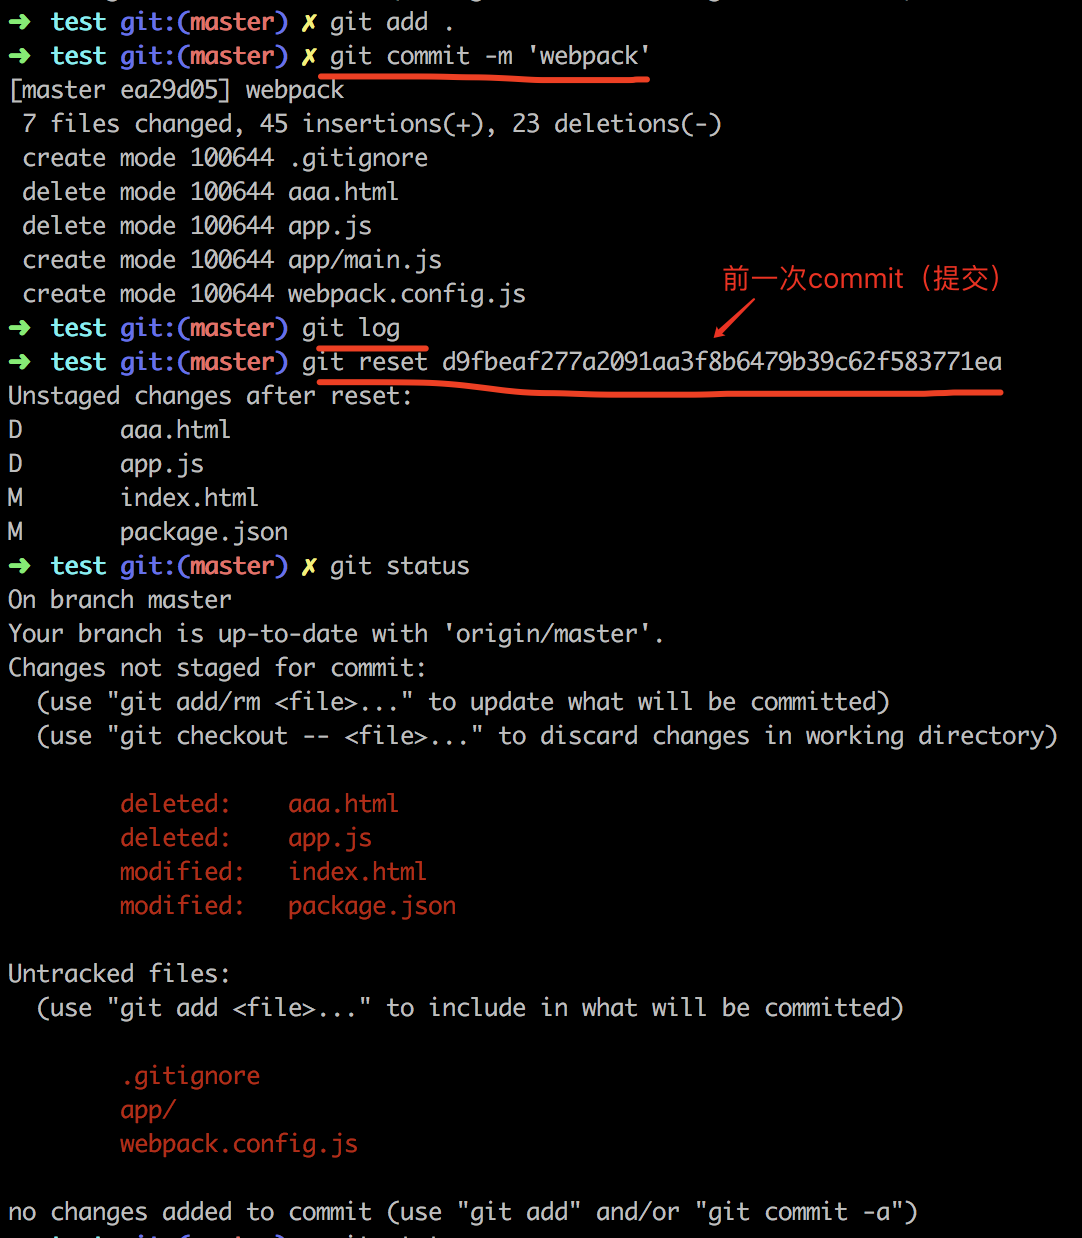 ➜ test git:(master) ✗ git add .
➜ test git:(master) ✗ git commit -m 'webpack'
[master ea29d05] webpack
7 files changed, 45 insertions(+), 23 deletions(-)
create mode 100644 .gitignore
delete mode 100644 aaa.html
delete mode 100644 app.js
create mode 100644 app/main.js
前一次commit（提交）
create mode 100644 webpack.config.js
➜ test git:(master) git log
➜ test git:(master) git reset d9fbeaf277a2091aa3f8b6479b39c62f583771ea
Unstaged changes after reset:
D aaa.html
D app.js
M index.html
M package.json
➜ test git:(master) ✗ git status
On branch master
Your branch is up-to-date with 'origin/master'.
Changes not staged for commit:
(use "git add/rm <file>..." to update what will be committed)
(use "git checkout -- <file>..." to discard changes in working directory)
deleted: aaa.html
deleted: app.js
modified: index.html
modified: package.json
Untracked files:
(use "git add <file>..." to include in what will be committed)
.gitignore
app/
webpack.config.js
no changes added to commit (use "git add" and/or "git commit -a")